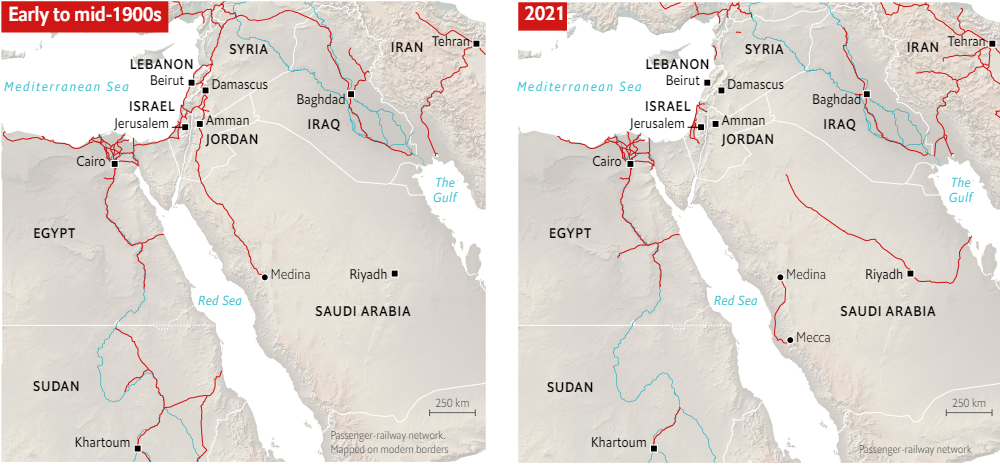 Early to mid-1900s
SYRIA
IRAN
Tehran
LEBANON
Beirut
Mediterranean Sea
Damascus
Baghdad
ISRAEL
Jerusalem
Amman
IRAQ
JORDAN
Cairo
The
Gulf
EGYPT
Medina
Riyadh
Red Sea
SAUDI ARABIA
SUDAN
250 km
Khartoum
Passenger-railway network.
Mapped on modern borders
2021
SYRIA
IRAN
Tehran
LEBANON
Beirut
Mediterranean Sea
Damascus
Baghdad
ISRAEL
Jerusalem
Amman
IRAQ
JORDAN
Cairo
The
Gulf
EGYPT
Medina
Riyadh
Red Sea
SAUDI ARABIA
Mecca
SUDAN
250 km
Khartoum
Passenger-railway network